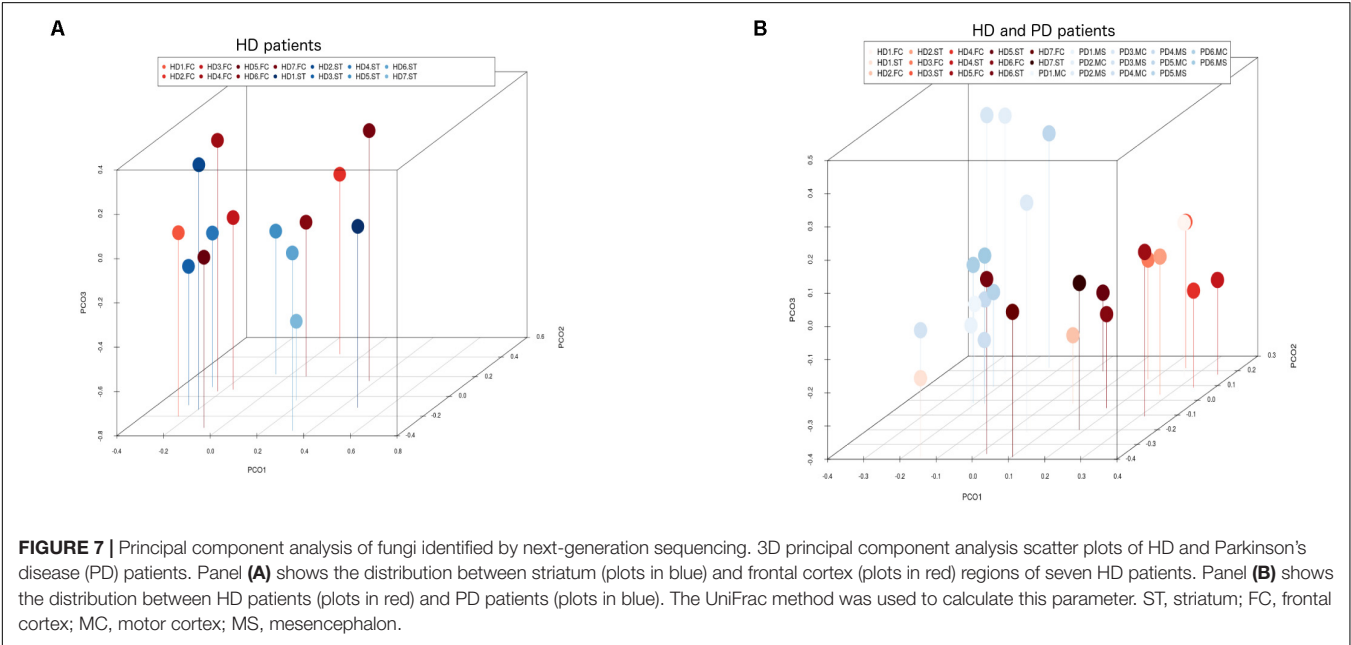 A
HD patients
HD1.FC HD3.FC HD5.FC HD7.FC HD2.ST HD4.ST HD6.ST
HD2.FC HD4.FC HD6.FC HD1.ST HD3.ST HD5.ST HD7.ST
0.4
0.2
0.0
-0.2
-0.4
-0.6
-0.8
PCO3
-0.4 -0.2 0.0 0.2 0.4 0.6 0.8
PCO1
-0.4
-0.2
0.0
0.2
0.4
0.6
PCO2
B
HD and PD patients
HD1.FC HD2.ST HD4.FC HD5.ST HD7.FC PD1.MS PD3.MC PD4.MS PD6.MC
HD1.ST HD3.FC HD4.ST HD6.FC HD7.ST PD2.MC PD3.MS PD5.MC PD6.MS
HD2.FC HD3.ST HD5.FC HD6.ST PD1.MC PD2.MS PD4.MC PD5.MS
0.5
0.4
0.3
0.2
0.1
0.0
-0.1
-0.2
-0.3
-0.4
PCO3
-0.4 -0.3 -0.2 -0.1 0.0 0.1 0.2 0.3 0.4
PCO1
-0.4
-0.3
-0.2
-0.1
0.0
0.1
0.2
0.3
PCO2
FIGURE 7 | Principal component analysis of fungi identified by next-generation sequencing. 3D principal component analysis scatter plots of HD and Parkinson's
disease (PD) patients. Panel (A) shows the distribution between striatum (plots in blue) and frontal cortex (plots in red) regions of seven HD patients. Panel (B) shows
the distribution between HD patients (plots in red) and PD patients (plots in blue). The UniFrac method was used to calculate this parameter. ST, striatum; FC, frontal
cortex; MC, motor cortex; MS, mesencephalon.